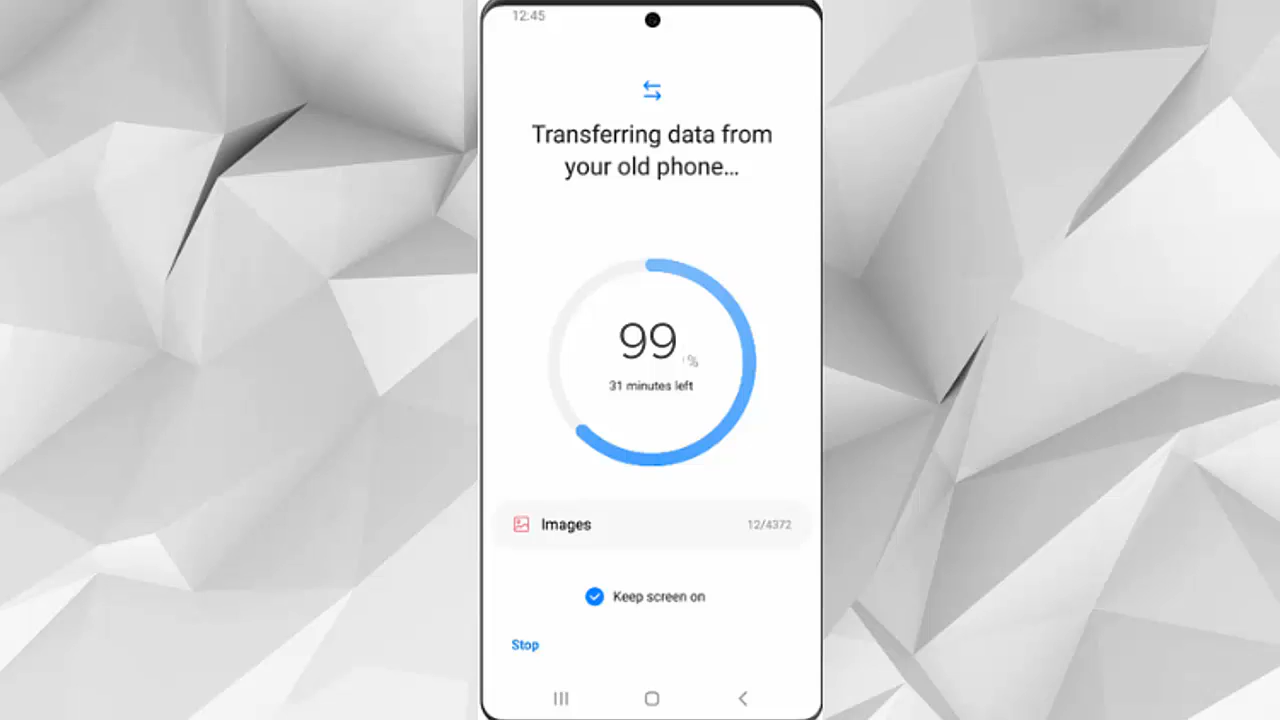 12:45
Transferring data from
your old phone...
99 %
31 minutes left
Images 12/4372
Keep screen on
Stop